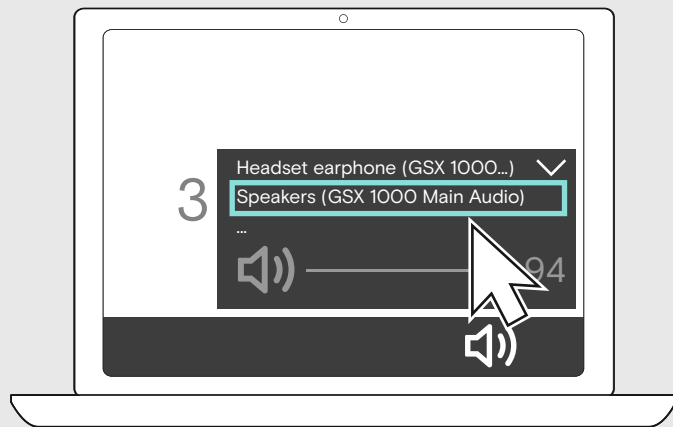 3
Headset earphone (GSX 1000...)
Speakers (GSX 1000 Main Audio)
...
94